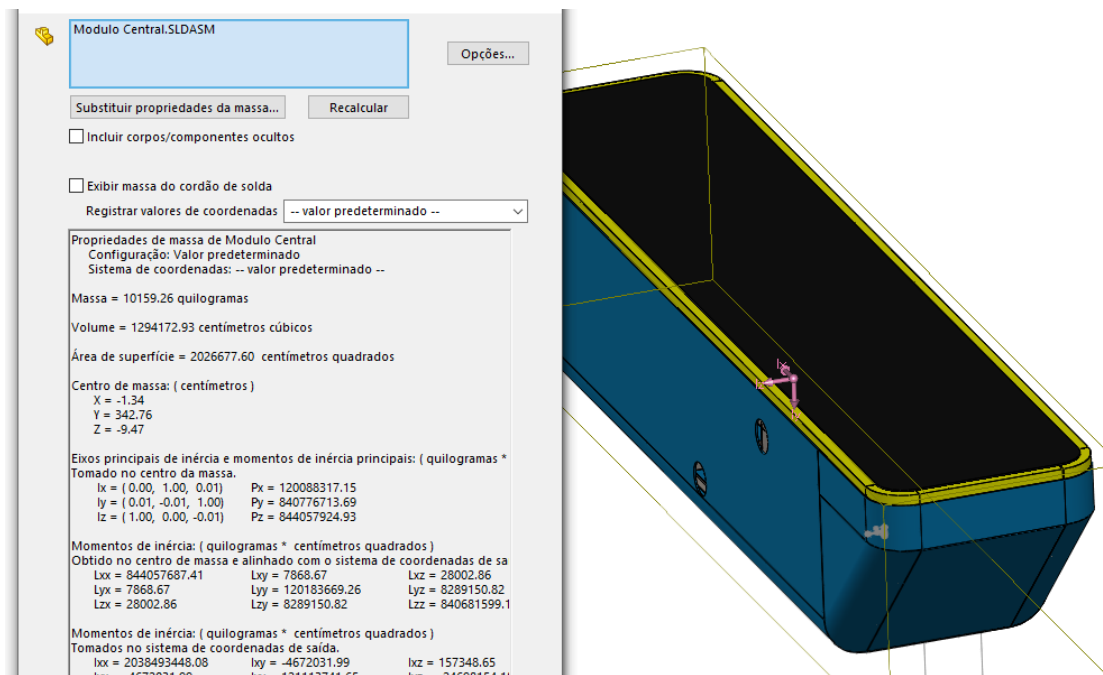 Modulo Central.SLDASM
Opções...
Substituir propriedades da massa... Recalcular
Incluir corpos/componentes ocultos
Exibir massa do cordão de solda
Registrar valores de coordenadas -- valor predeterminado --
Propriedades de massa de Modulo Central
Configuração: Valor predeterminado
Sistema de coordenadas: -- valor predeterminado --
Massa = 10159.26 quilogramas
Volume = 1294172.93 centímetros cúbicos
Área de superfície = 2026677.60 centímetros quadrados
Centro de massa: ( centímetros )
X = -1.34
Y = 342.76
Z = -9.47
Eixos principais de inércia e momentos de inércia principais: ( quilogramas *
Tomado no centro da massa.
Ix = ( 0.00, 1.00, 0.01) Px = 120088317.15
Iy = ( 0.01, -0.01, 1.00) Py = 840776713.69
Iz = ( 1.00, 0.00, -0.01) Pz = 844057924.93
Momentos de inércia: ( quilogramas * centímetros quadrados )
Obtido no centro de massa e alinhado com o sistema de coordenadas de sa
Lxx = 844057687.41 Lxy = 7868.67 Lxz = 28002.86
Lyx = 7868.67 Lyy = 120183669.26 Lyz = 8289150.82
Lzx = 28002.86 Lzy = 8289150.82 Lzz = 840681599.1
Momentos de inércia: ( quilogramas * centímetros quadrados )
Tomados no sistema de coordenadas de saída.
Ixx = 2038493448.08 Ixy = -4672031.99 Ixz = 157348.65